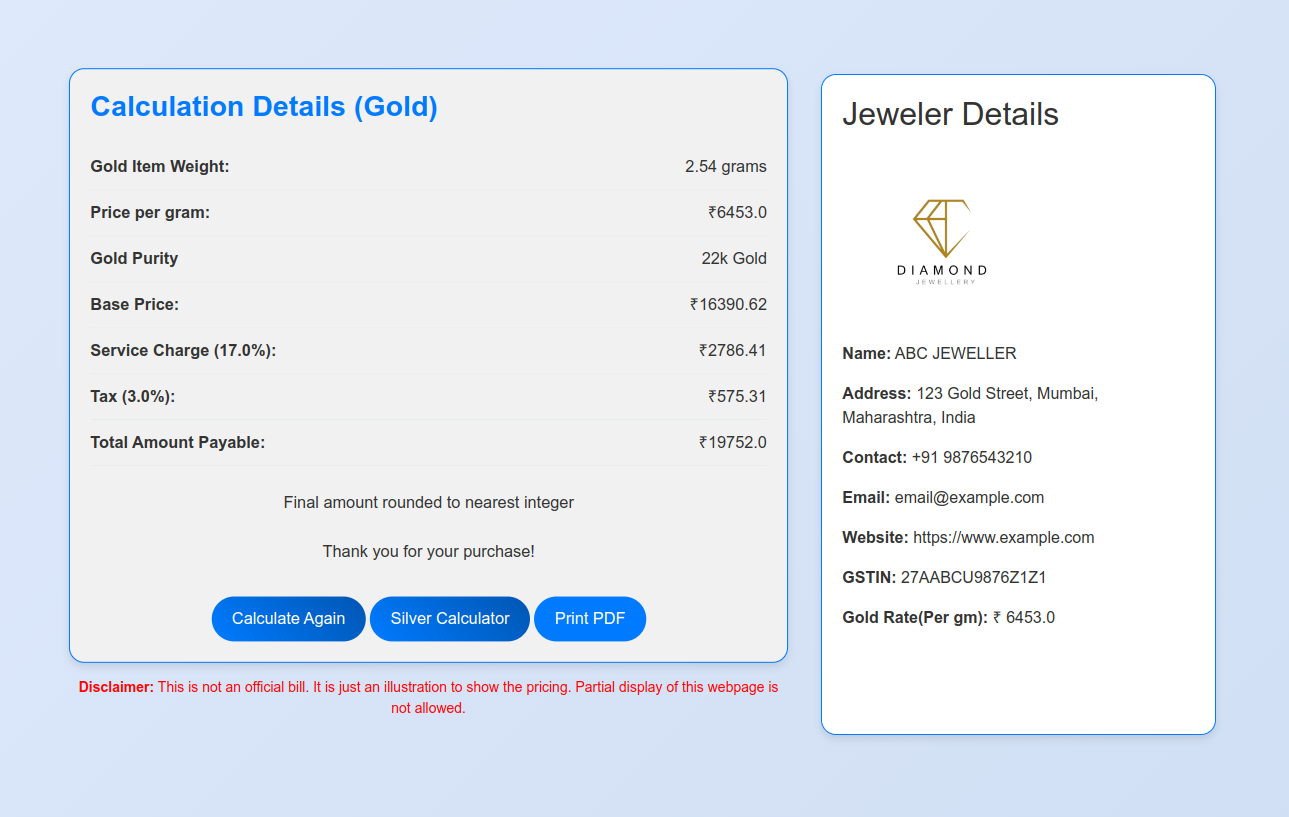 Calculation Details (Gold)
Gold Item Weight: 2.54 grams
Price per gram: ₹6453.0
Gold Purity 22k Gold
Base Price: ₹16390.62
Service Charge (17.0%): ₹2786.41
Tax (3.0%): ₹575.31
Total Amount Payable: ₹19752.0
Final amount rounded to nearest integer
Thank you for your purchase!
Calculate Again Silver Calculator Print PDF
Disclaimer: This is not an official bill. It is just an illustration to show the pricing. Partial display of this webpage is
not allowed.
Jeweler Details
DIAMOND
JEWELLERY
Name: ABC JEWELLER
Address: 123 Gold Street, Mumbai,
Maharashtra, India
Contact: +91 9876543210
Email: email@example.com
Website: https://www.example.com
GSTIN: 27AABCU9876Z1Z1
Gold Rate(Per gm): ₹ 6453.0